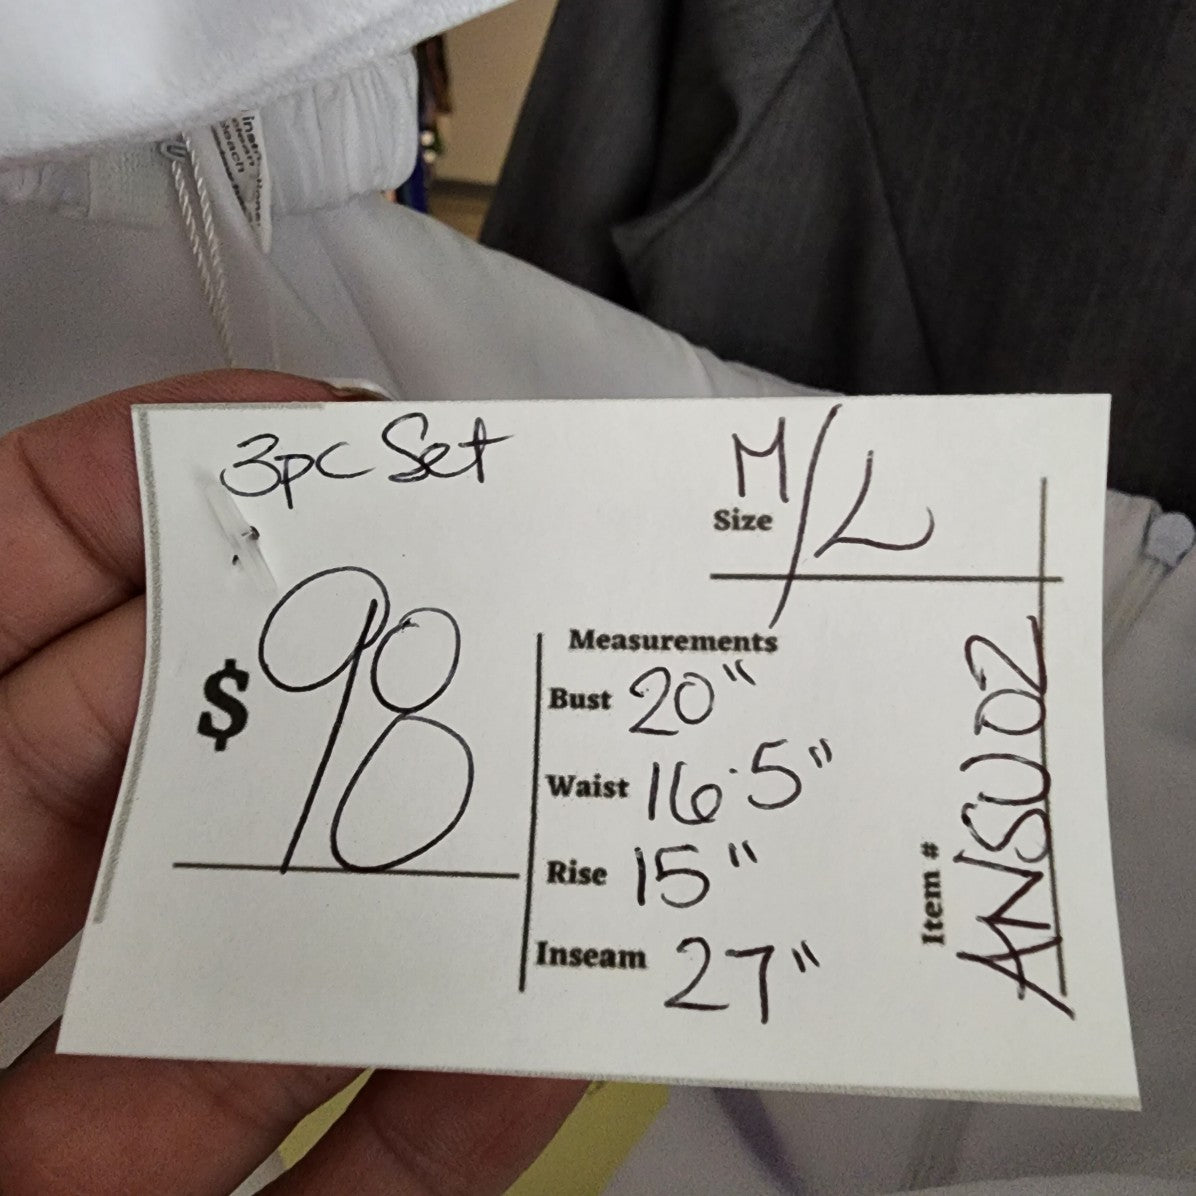 3pc Set
M/L
Size
$98
Measurements
Bust 20"
Waist 16.5"
Rise 15"
Inseam 27"
Item # ANSU02